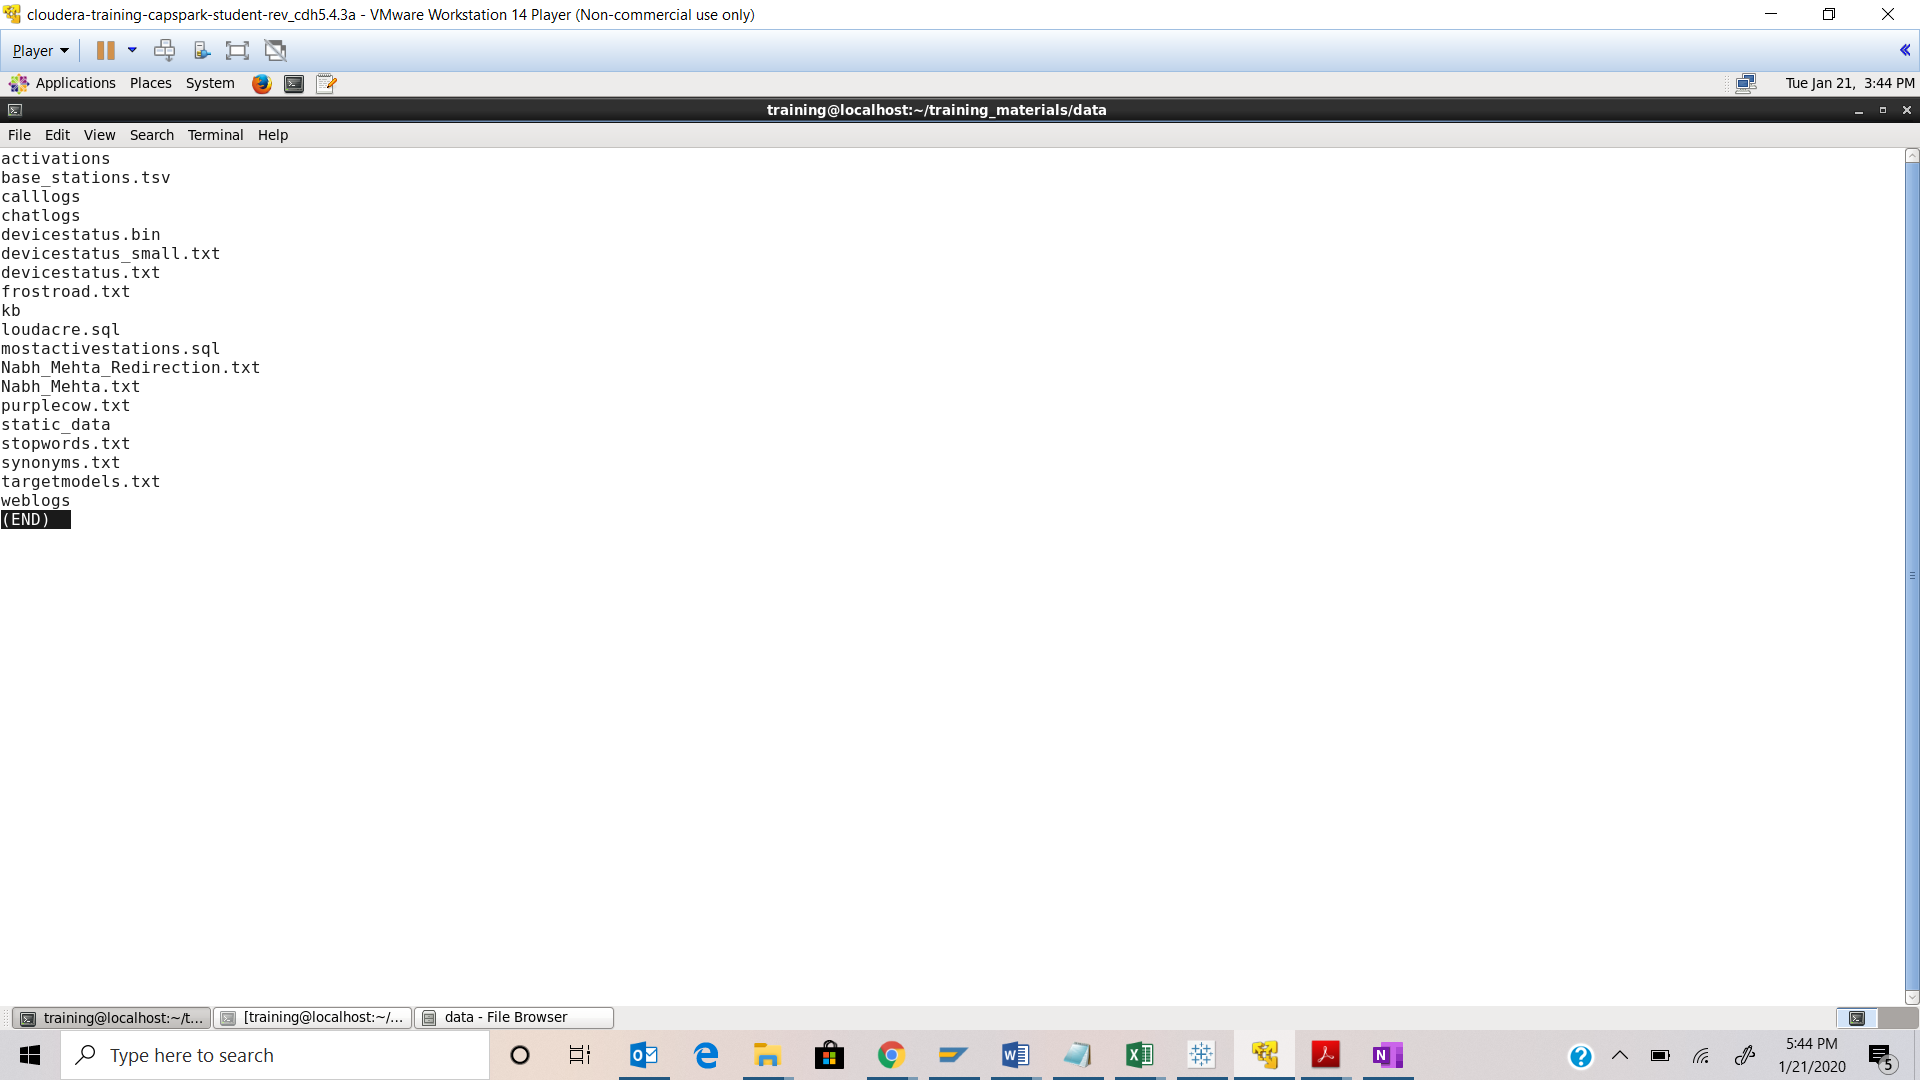 cloudera-training-capspark-student-rev_cdh5.4.3a - VMware Workstation 14 Player (Non-commercial use only)
Player
Applications Places System Tue Jan 21, 3:44 PM
training@localhost:~/training_materials/data
File Edit View Search Terminal Help
activations
base_stations.tsv
calllogs
chatlogs
devicestatus.bin
devicestatus_small.txt
devicestatus.txt
frostroad.txt
kb
loudacre.sql
mostactivestations.sql
Nabh_Mehta_Redirection.txt
Nabh_Mehta.txt
purplecow.txt
static_data
stopwords.txt
synonyms.txt
targetmodels.txt
weblogs
(END)
training@localhost:~/t... [training@localhost:~/... data - File Browser
Type here to search
5:44 PM
1/21/2020
5